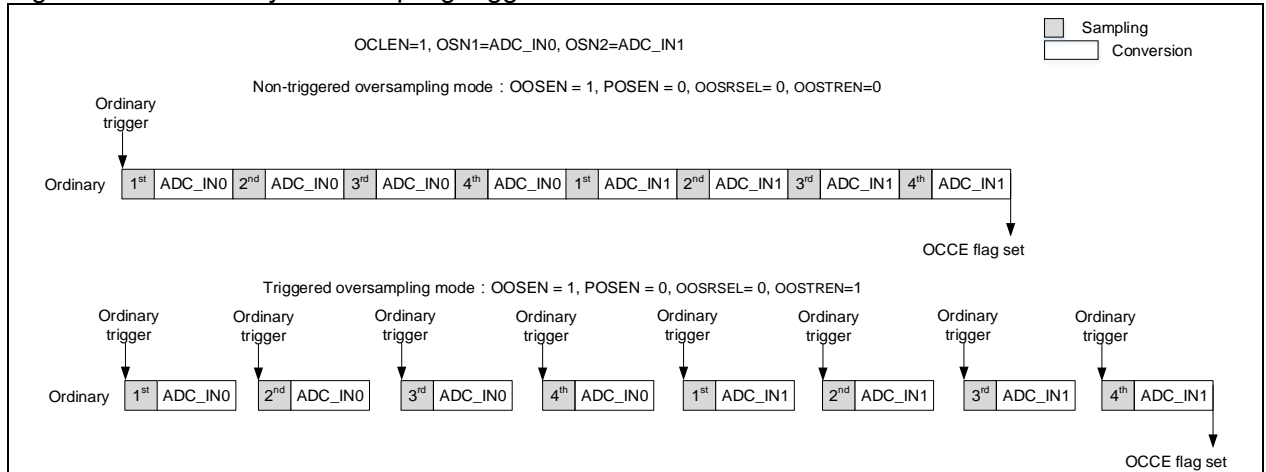 OCLEN=1, OSN1=ADC_IN0, OSN2=ADC_IN1
Sampling
Conversion
Non-triggered oversampling mode : OOSEN = 1, POSEN = 0, OOSRSEL= 0, OOSTREN=0
Ordinary trigger
Ordinary 1st ADC_IN0 2nd ADC_IN0 3rd ADC_IN0 4th ADC_IN0 1st ADC_IN1 2nd ADC_IN1 3rd ADC_IN1 4th ADC_IN1
OCCE flag set
Triggered oversampling mode : OOSEN = 1, POSEN = 0, OOSRSEL= 0, OOSTREN=1
Ordinary Ordinary Ordinary Ordinary Ordinary Ordinary Ordinary Ordinary
trigger trigger trigger trigger trigger trigger trigger trigger
Ordinary 1st ADC_IN0 2nd ADC_IN0 3rd ADC_IN0 4th ADC_IN0 1st ADC_IN1 2nd ADC_IN1 3rd ADC_IN1 4th ADC_IN1
OCCE flag set